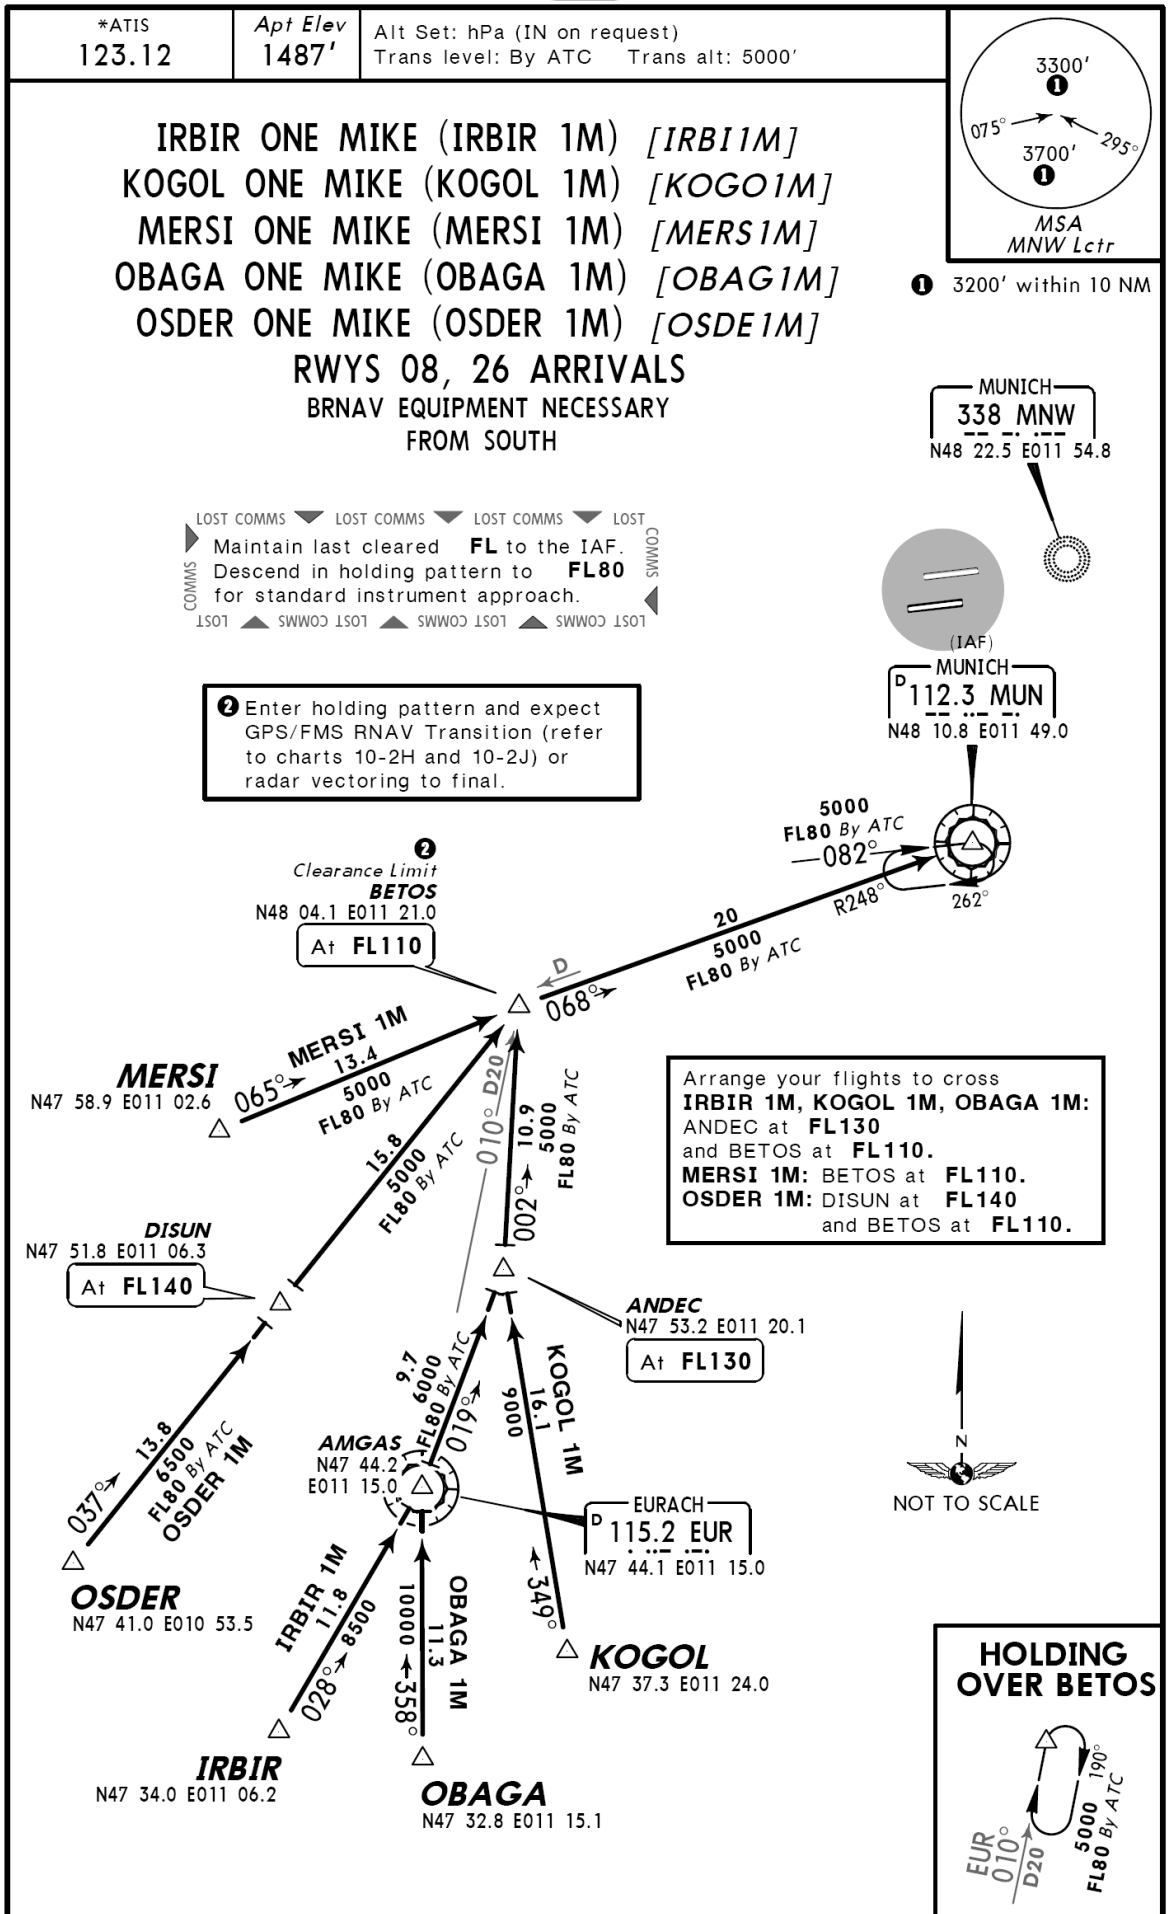 *ATIS
123.12
Apt Elev
1487'
Alt Set: hPa (IN on request)
Trans level: By ATC Trans alt: 5000'
3300'
1
075°
295°
3700'
1
MSA
MNW Lctr
1 3200' within 10 NM
IRBIR ONE MIKE (IRBIR 1M) [IRBI1M]
KOGOL ONE MIKE (KOGOL 1M) [KOGO1M]
MERSI ONE MIKE (MERSI 1M) [MERS1M]
OBAGA ONE MIKE (OBAGA 1M) [OBAG1M]
OSDER ONE MIKE (OSDER 1M) [OSDE1M]
RWYS 08, 26 ARRIVALS
BRNAV EQUIPMENT NECESSARY
FROM SOUTH
MUNICH
338 MNW
N48 22.5 E011 54.8
LOST COMMS LOST COMMS LOST COMMS LOST
COMMS
Maintain last cleared FL to the IAF.
Descend in holding pattern to FL80
for standard instrument approach.
COMMS
LOST COMMS LOST COMMS LOST COMMS LOST
(IAF)
MUNICH
D 112.3 MUN
N48 10.8 E011 49.0
2 Enter holding pattern and expect
GPS/FMS RNAV Transition (refer
to charts 10-2H and 10-2J) or
radar vectoring to final.
5000
FL80 By ATC
082°
R248°
262°
2
Clearance Limit
BETOS
N48 04.1 E011 21.0
At FL110
20
5000
FL80 By ATC
D
068°
MERSI 1M
13.4
065°
5000
FL80 By ATC
MERSI
N47 58.9 E011 02.6
010° D20
10.9
5000
FL80 By ATC
002°
Arrange your flights to cross
IRBIR 1M, KOGOL 1M, OBAGA 1M:
ANDEC at FL130
and BETOS at FL110.
MERSI 1M: BETOS at FL110.
OSDER 1M: DISUN at FL140
and BETOS at FL110.
15.8
5000
FL80 By ATC
DISUN
N47 51.8 E011 06.3
At FL140
ANDEC
N47 53.2 E011 20.1
At FL130
9.7
6000
FL80 By ATC
019°
KOGOL 1M
16.1
9000
349°
13.8
6500
FL80 By ATC
OSDER 1M
037°
AMGAS
N47 44.2
E011 15.0
N
NOT TO SCALE
EURACH
D 115.2 EUR
N47 44.1 E011 15.0
OSDER
N47 41.0 E010 53.5
IRBIR 1M
11.8
028°
8500
OBAGA 1M
11.3
10000
358°
KOGOL
N47 37.3 E011 24.0
IRBIR
N47 34.0 E011 06.2
OBAGA
N47 32.8 E011 15.1
HOLDING
OVER BETOS
190°
5000
FL80 By ATC
EUR
010°
D20